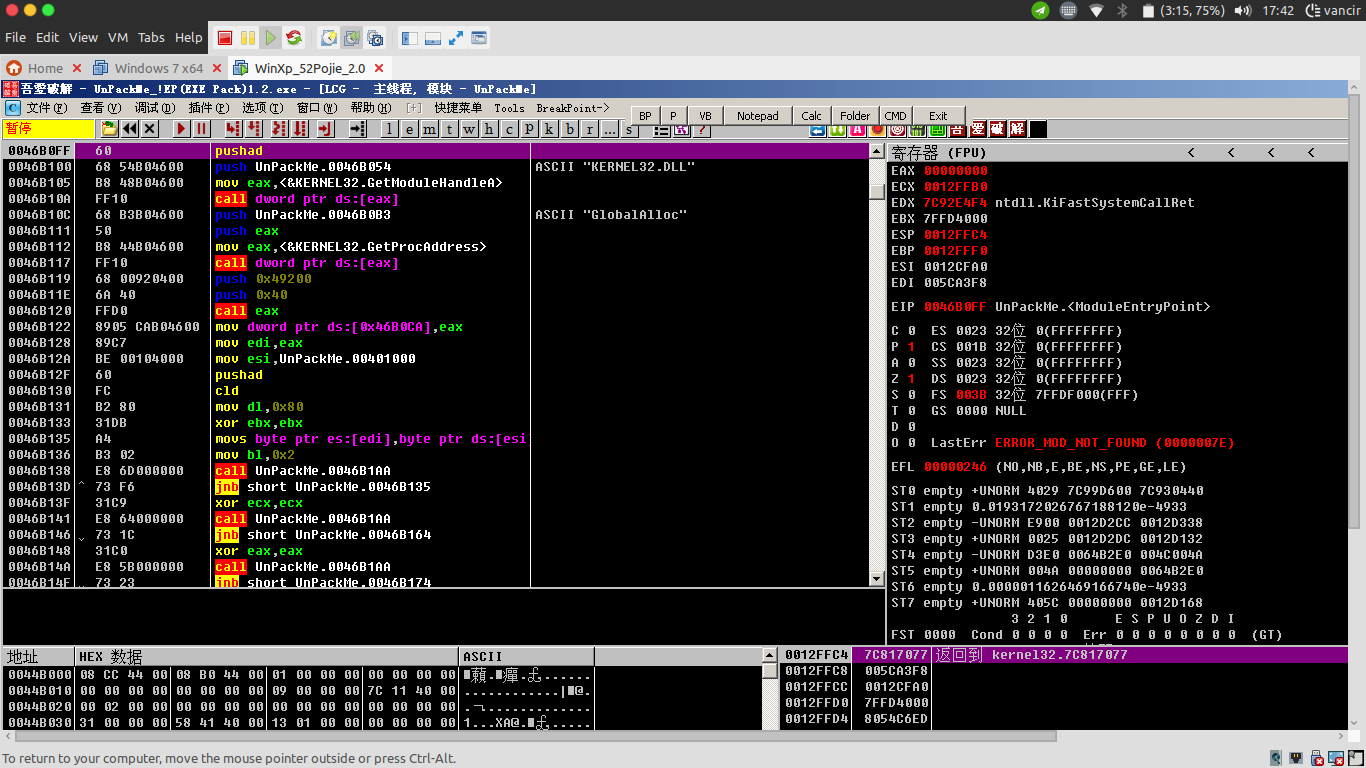 (3:15, 75%) 17:42 vancir
File Edit View VM Tabs Help
Home Windows 7 x64 WinXp_52Pojie_2.0
吾爱破解 - UnPackMe_!EP(EXE Pack)1.2.exe - [LCG - 主线程, 模块 - UnPackMe]
C 文件(F) 查看(V) 调试(D) 插件(P) 选项(T) 窗口(W) 帮助(H) [+] 快捷菜单 Tools BreakPoint->
BP P VB Notepad Calc Folder CMD Exit
暂停 l e m t w h c p k b r ... s ? 吾 爱 破 解
0046B0FF 60 pushad
0046B100 68 54B04600 push UnPackMe.0046B054 ASCII "KERNEL32.DLL"
0046B105 B8 48B04600 mov eax,<&KERNEL32.GetModuleHandleA>
0046B10A FF10 call dword ptr ds:[eax]
0046B10C 68 B3B04600 push UnPackMe.0046B0B3 ASCII "GlobalAlloc"
0046B111 50 push eax
0046B112 B8 44B04600 mov eax,<&KERNEL32.GetProcAddress>
0046B117 FF10 call dword ptr ds:[eax]
0046B119 68 00920400 push 0x49200
0046B11E 6A 40 push 0x40
0046B120 FFD0 call eax
0046B122 8905 CAB04600 mov dword ptr ds:[0x46B0CA],eax
0046B128 89C7 mov edi,eax
0046B12A BE 00104000 mov esi,UnPackMe.00401000
0046B12F 60 pushad
0046B130 FC cld
0046B131 B2 80 mov dl,0x80
0046B133 31DB xor ebx,ebx
0046B135 A4 movs byte ptr es:[edi],byte ptr ds:[esi
0046B136 B3 02 mov bl,0x2
0046B138 E8 6D000000 call UnPackMe.0046B1AA
0046B13D ^ 73 F6 jnb short UnPackMe.0046B135
0046B13F 31C9 xor ecx,ecx
0046B141 E8 64000000 call UnPackMe.0046B1AA
0046B146 73 1C jnb short UnPackMe.0046B164
0046B148 31C0 xor eax,eax
0046B14A E8 5B000000 call UnPackMe.0046B1AA
0046B14F 73 23 jnb short UnPackMe.0046B174
寄存器 (FPU) < < < <
EAX 00000000
ECX 0012FFB0
EDX 7C92E4F4 ntdll.KiFastSystemCallRet
EBX 7FFD4000
ESP 0012FFC4
EBP 0012FFF0
ESI 0012CFA0
EDI 005CA3F8
EIP 0046B0FF UnPackMe.<ModuleEntryPoint>
C 0 ES 0023 32位 0(FFFFFFFF)
P 1 CS 001B 32位 0(FFFFFFFF)
A 0 SS 0023 32位 0(FFFFFFFF)
Z 1 DS 0023 32位 0(FFFFFFFF)
S 0 FS 003B 32位 7FFDF000(FFF)
T 0 GS 0000 NULL
D 0
O 0 LastErr ERROR_MOD_NOT_FOUND (0000007E)
EFL 00000246 (NO,NB,E,BE,NS,PE,GE,LE)
ST0 empty +UNORM 4029 7C99D600 7C930440
ST1 empty 0.0193172026767188120e-4933
ST2 empty -UNORM E900 0012D2CC 0012D338
ST3 empty +UNORM 0025 0012D2DC 0012D132
ST4 empty -UNORM D3E0 0064B2E0 004C004A
ST5 empty +UNORM 004A 00000000 0064B2E0
ST6 empty 0.0000011626469166740e-4933
ST7 empty +UNORM 405C 00000000 0012D168
3 2 1 0 E S P U O Z D I
FST 0000 Cond 0 0 0 0 Err 0 0 0 0 0 0 0 0 (GT)
地址 HEX 数据 ASCII
0044B000 08 CC 44 00 08 B0 44 00 01 00 00 00 00 00 00 00
0044B010 00 00 00 00 00 00 00 00 09 00 00 00 7C 11 40 00 ............|■@.
0044B020 00 02 00 00 00 00 00 00 00 00 00 00 00 00 00 00
0044B030 31 00 00 00 58 41 40 00 13 01 00 00 00 00 00 00
0012FFC4 7C817077 返回到 kernel32.7C817077
0012FFC8 005CA3F8
0012FFCC 0012CFA0
0012FFD0 7FFD4000
0012FFD4 8054C6ED
To return to your computer, move the mouse pointer outside or press Ctrl-Alt.